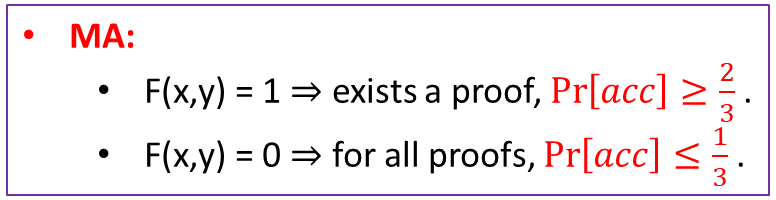 • MA:
• F(x,y) = 1 ⇒ exists a proof, Pr[acc] ≥ 2/3 .
• F(x,y) = 0 ⇒ for all proofs, Pr[acc] ≤ 1/3 .